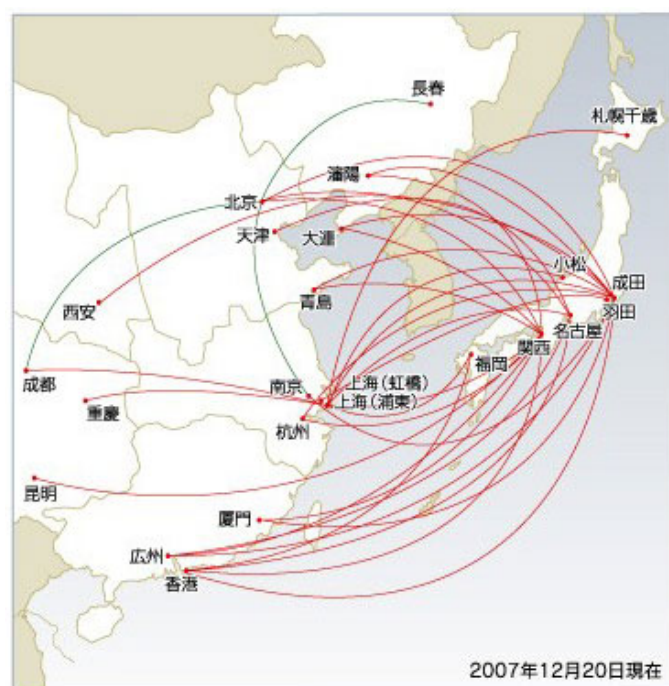 長春
札幌千歳
瀋陽
北京
天津
大連
小松
成田
青島
羽田
西安
名古屋
関西
福岡
成都
南京
上海（虹橋）
重慶
上海（浦東）
杭州
昆明
厦門
広州
香港
2007年12月20日現在